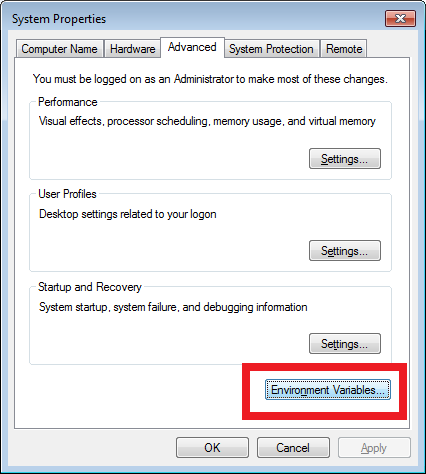 System Properties
Computer Name Hardware Advanced System Protection Remote
You must be logged on as an Administrator to make most of these changes.
Performance
Visual effects, processor scheduling, memory usage, and virtual memory
Settings...
User Profiles
Desktop settings related to your logon
Settings...
Startup and Recovery
System startup, system failure, and debugging information
Settings...
Environment Variables...
OK Cancel Apply